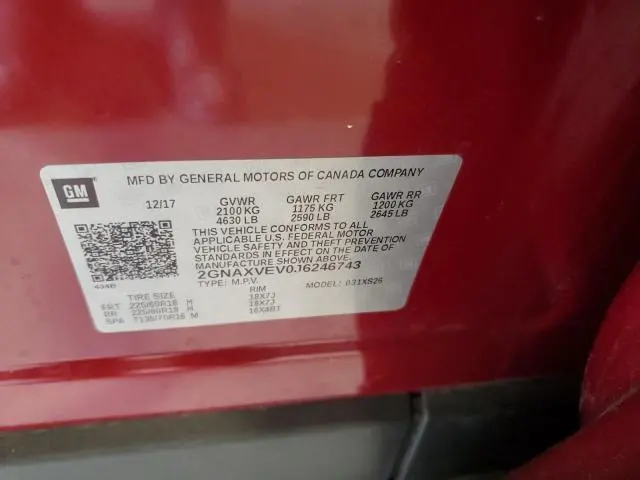 GM
MFD BY GENERAL MOTORS OF CANADA COMPANY
12/17 GVWR GAWR FRT GAWR RR
2100 KG 1175 KG 1200 KG
4630 LB 2590 LB 2645 LB
THIS VEHICLE CONFORMS TO ALL
APPLICABLE U.S. FEDERAL MOTOR
VEHICLE SAFETY STANDARDS
IN EFFECT ON THE DATE OF
MANUFACTURE SHOWN ABOVE.
2GNAXVEV0J6246743
TYPE: M.P.V. MODEL: 031XS26
TIRE SIZE RIM
FRT 225/60R18 H 18X7J
RR 225/60R18 H 18X7J
SPA T135/70R16 M 16X4BT